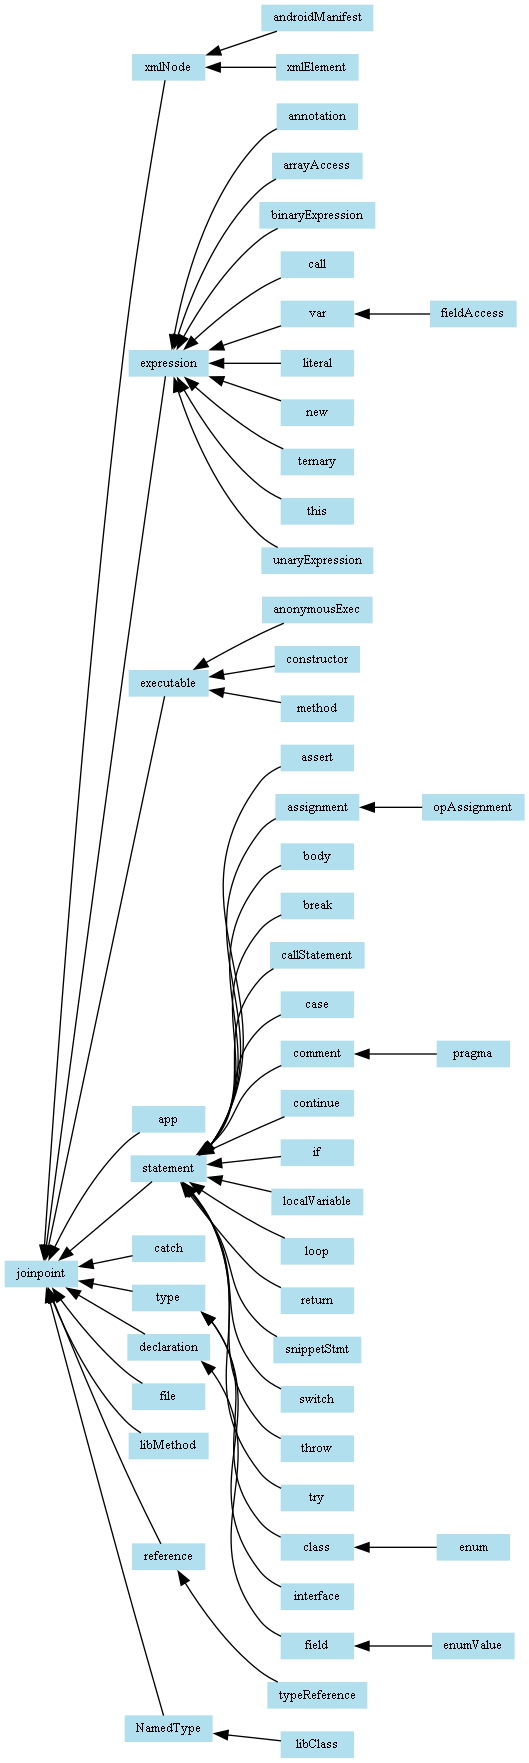 androidManifest
xmlNode
xmlElement
annotation
arrayAccess
binaryExpression
call
var
fieldAccess
expression
literal
new
ternary
this
unaryExpression
anonymousExec
constructor
executable
method
assert
assignment
opAssignment
body
break
callStatement
case
comment
pragma
continue
app
if
statement
localVariable
catch
loop
joinpoint
type
return
declaration
snippetStmt
file
switch
libMethod
throw
try
class
enum
reference
interface
field
enumValue
typeReference
NamedType
libClass